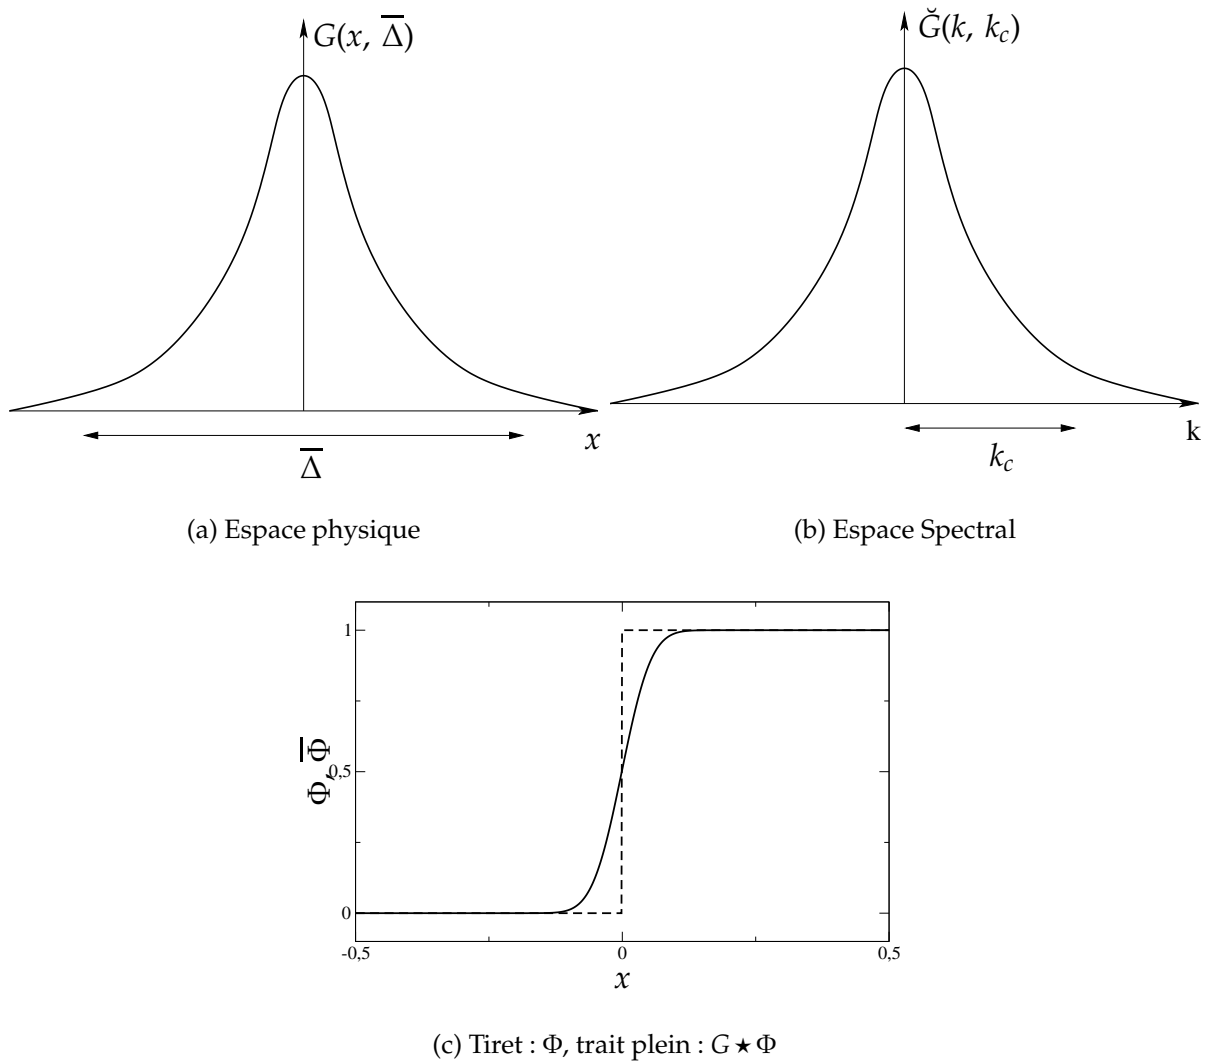 G(x, Δ̅)
Ğ(k, k_c)
x
k
Δ̅
k_c
(a) Espace physique
(b) Espace Spectral
1
Φ, Φ̅
0,5
0
-0,5
0
0,5
x
(c) Tiret : Φ, trait plein : G ⋆ Φ